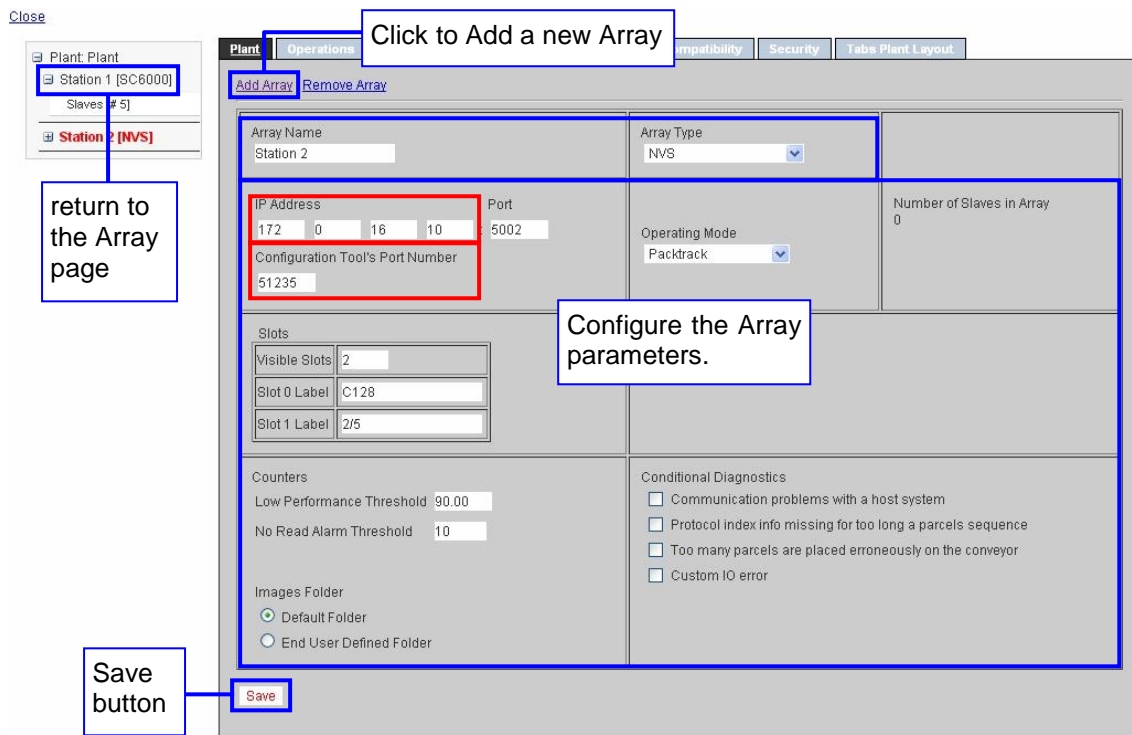 Close
Plant: Plant
Station 1 [SC6000]
Slaves # 5]
Station 2 [NVS]
return to
the Array
page
Click to Add a new Array
Plant Operations Security Tabs Plant Layout
Add Array Remove Array
Array Name
Station 2
Array Type
NVS
IP Address
172 0 16 10 : 5002
Port
Configuration Tool's Port Number
51235
Operating Mode
Packtrack
Number of Slaves in Array
0
Configure the Array
parameters.
Slots
Visible Slots 2
Slot 0 Label C128
Slot 1 Label 2/5
Counters
Low Performance Threshold 90.00
No Read Alarm Threshold 10
Images Folder
Default Folder
End User Defined Folder
Conditional Diagnostics
Communication problems with a host system
Protocol index info missing for too long a parcels sequence
Too many parcels are placed erroneously on the conveyor
Custom IO error
Save
button
Save